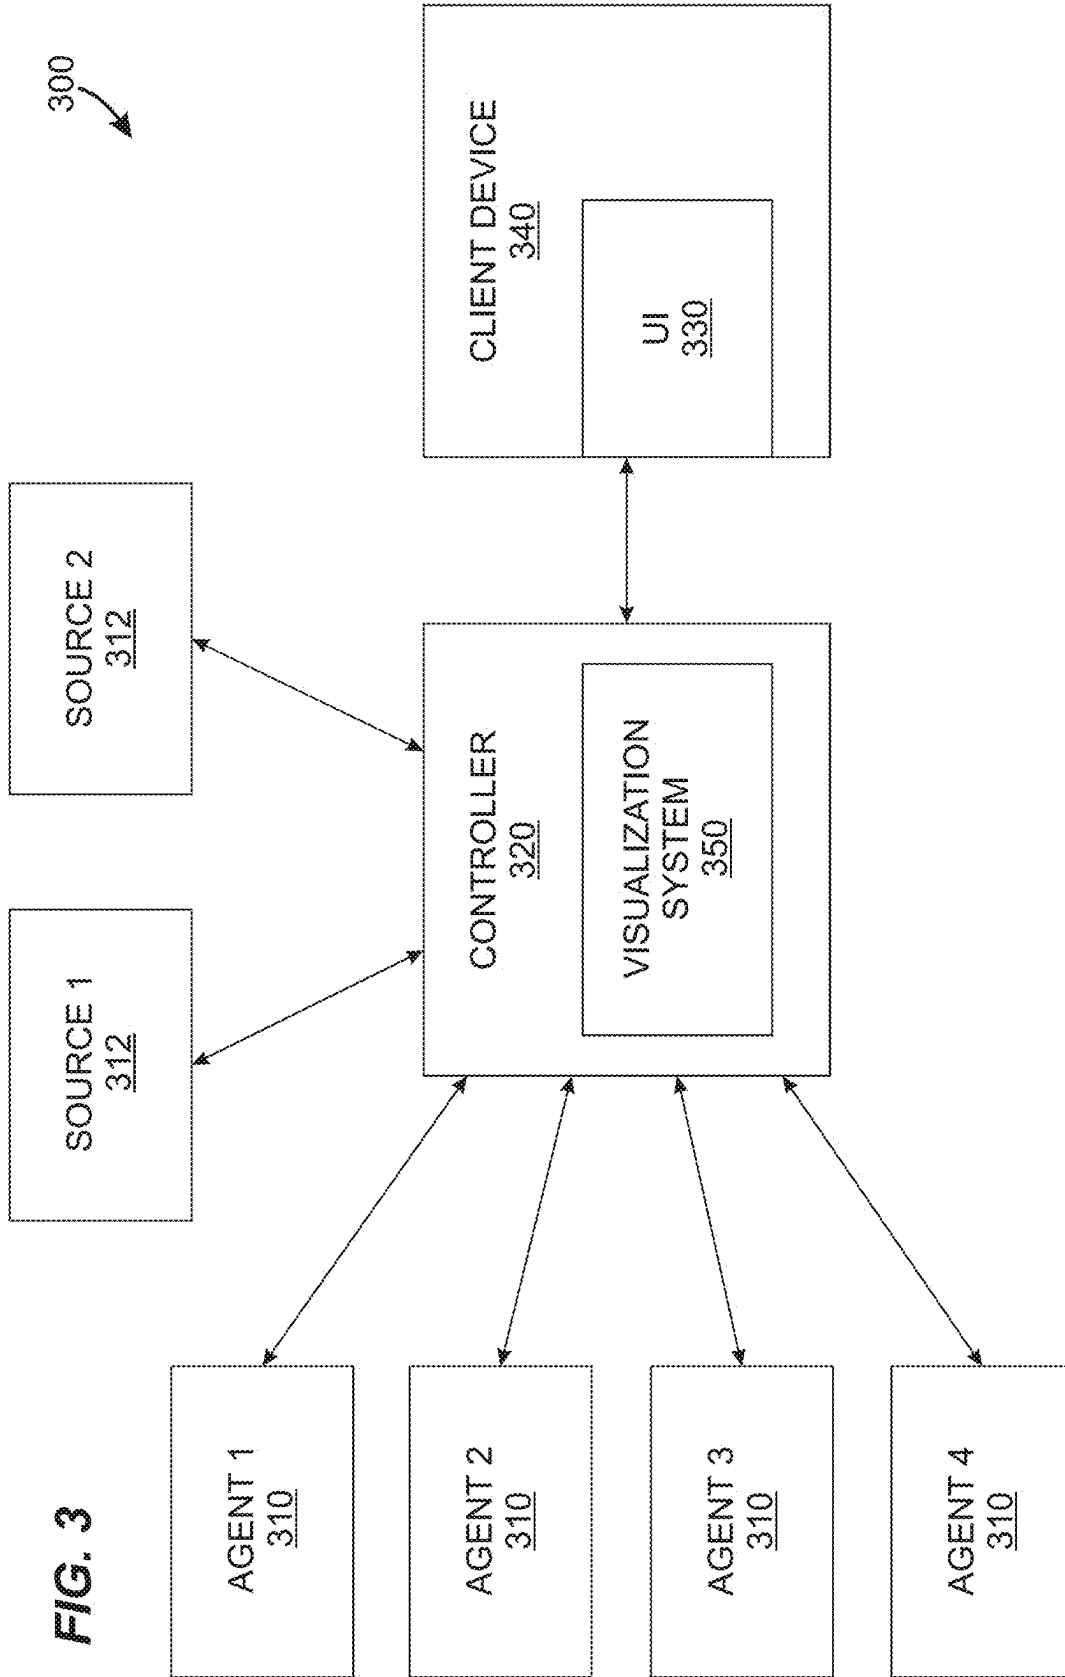 FIG. 3
300
SOURCE 1
312
SOURCE 2
312
AGENT 1
310
AGENT 2
310
AGENT 3
310
AGENT 4
310
CONTROLLER
320
VISUALIZATION
SYSTEM
350
CLIENT DEVICE
340
UI
330